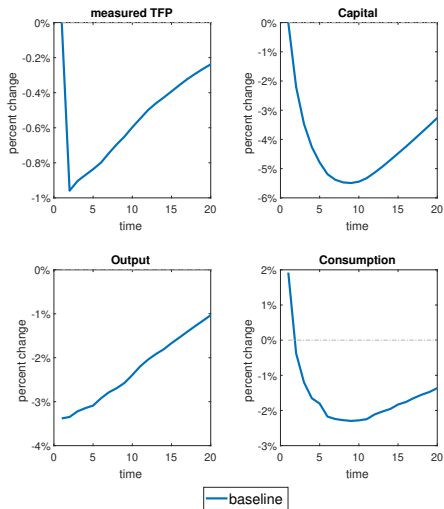 measured TFP
0%
-0.2%
-0.4%
-0.6%
-0.8%
-1%
percent change
0 5 10 15 20
time
Capital
0%
-1%
-2%
-3%
-4%
-5%
-6%
percent change
0 5 10 15 20
time
Output
0%
-1%
-2%
-3%
-4%
percent change
0 5 10 15 20
time
Consumption
2%
1%
0%
-1%
-2%
-3%
percent change
0 5 10 15 20
time
baseline